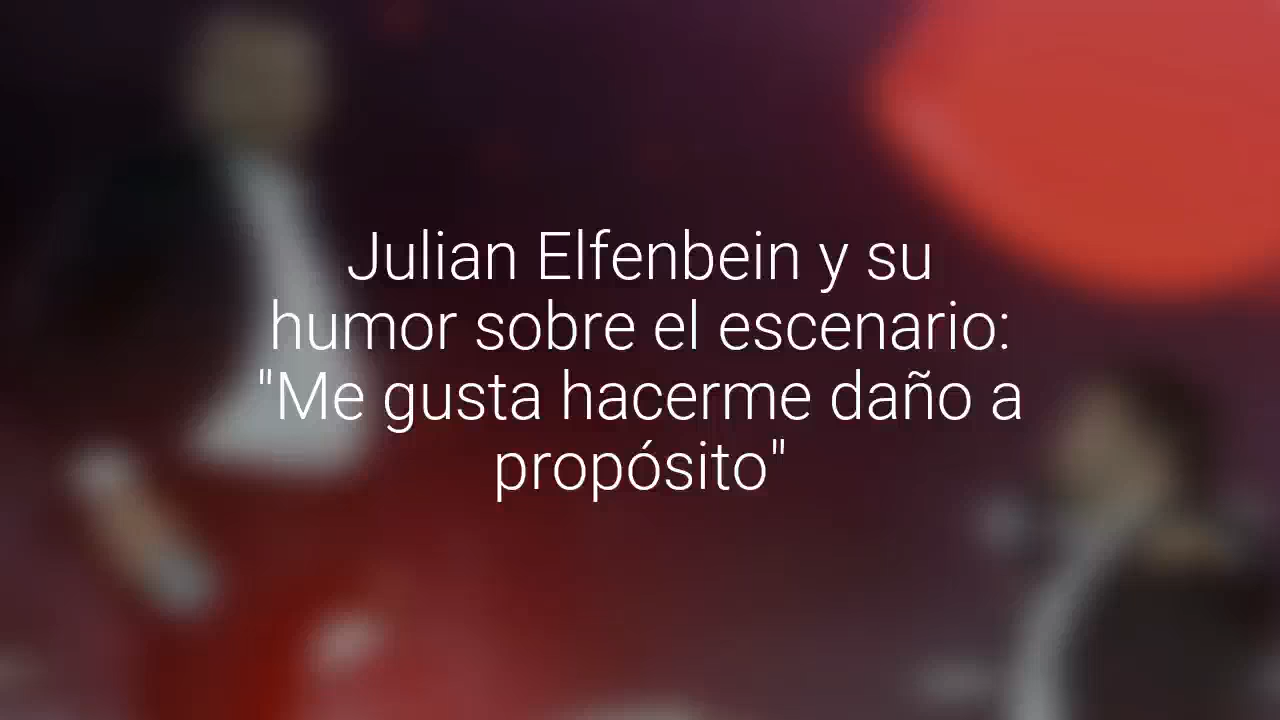 Julian Elfenbein y su
humor sobre el escenario:
"Me gusta hacerme daño a
propósito"